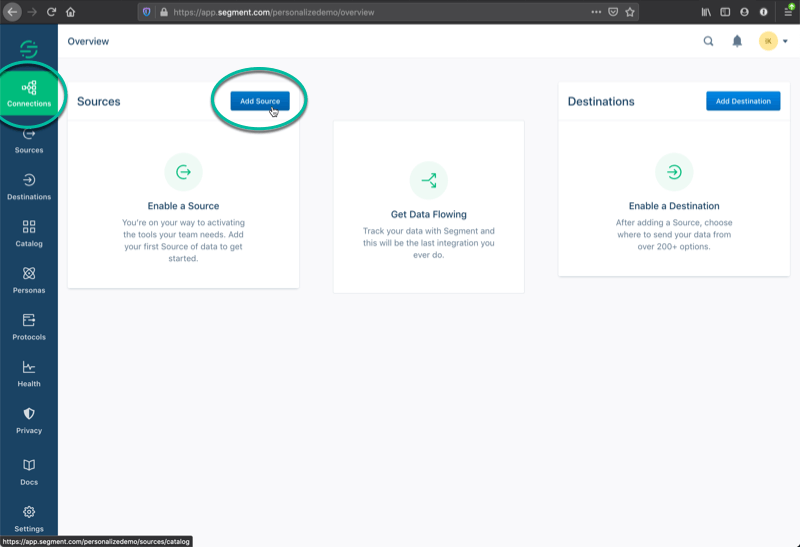 https://app.segment.com/personalizedemo/overview
Overview
IK
Connections
Sources
Destinations
Catalog
Personas
Protocols
Health
Privacy
Docs
Settings
Sources
Add Source
Enable a Source
You're on your way to activating
the tools your team needs. Add
your first Source of data to get
started.
Get Data Flowing
Track your data with Segment and
this will be the last integration you
ever do.
Destinations
Add Destination
Enable a Destination
After adding a Source, choose
where to send your data from
over 200+ options.
https://app.segment.com/personalizedemo/sources/catalog